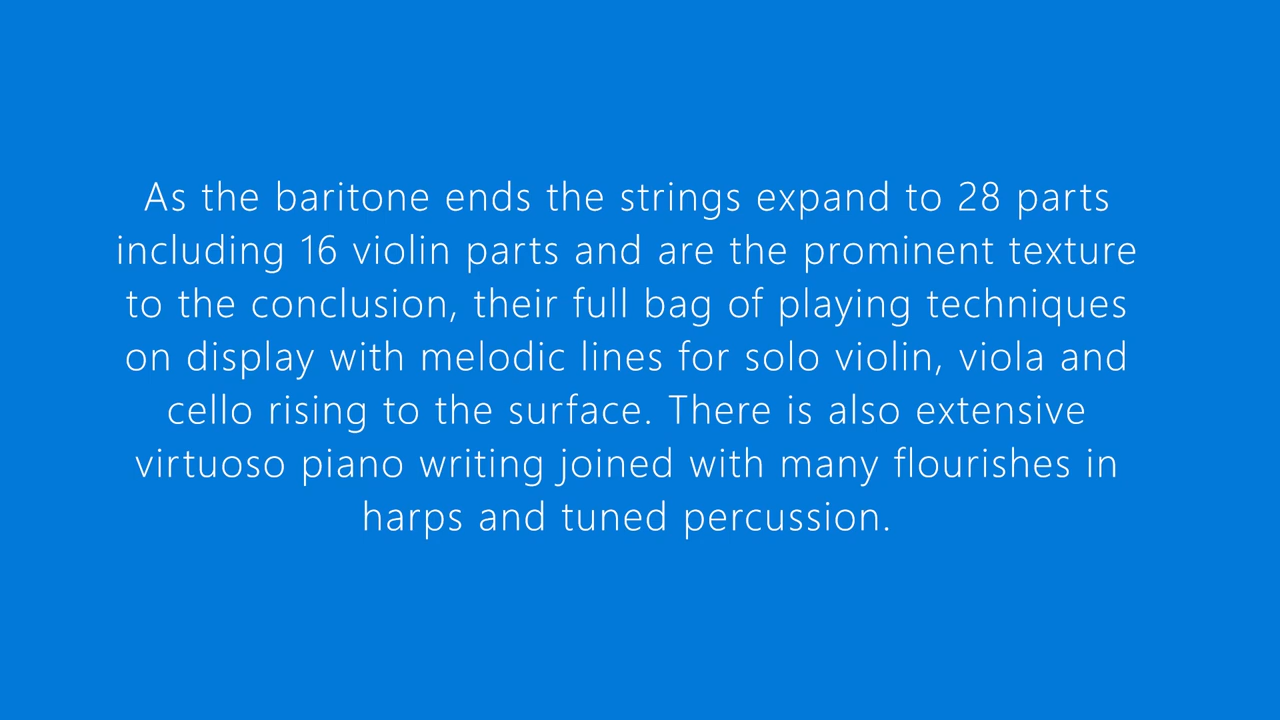 As the baritone ends the strings expand to 28 parts
including 16 violin parts and are the prominent texture
to the conclusion, their full bag of playing techniques
on display with melodic lines for solo violin, viola and
cello rising to the surface. There is also extensive
virtuoso piano writing joined with many flourishes in
harps and tuned percussion.